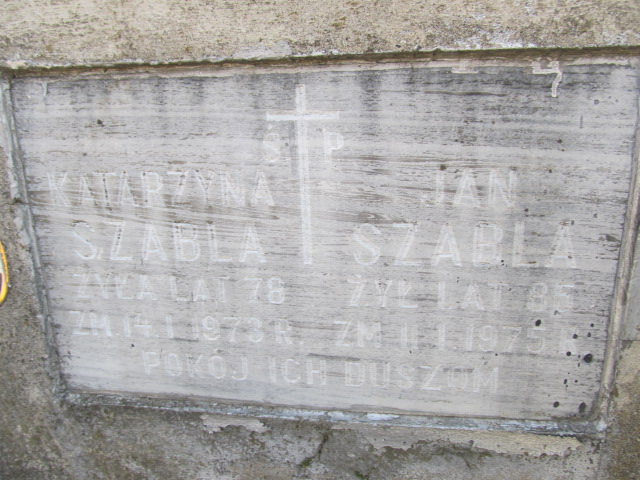 Ś P
KATARZYNA
SZABLA
ŻYŁA LAT 78
ZM 14 I 1973 R.
JAN
SZABLA
ŻYŁ LAT 85
ZM 11 I 1975 R.
POKÓJ ICH DUSZOM